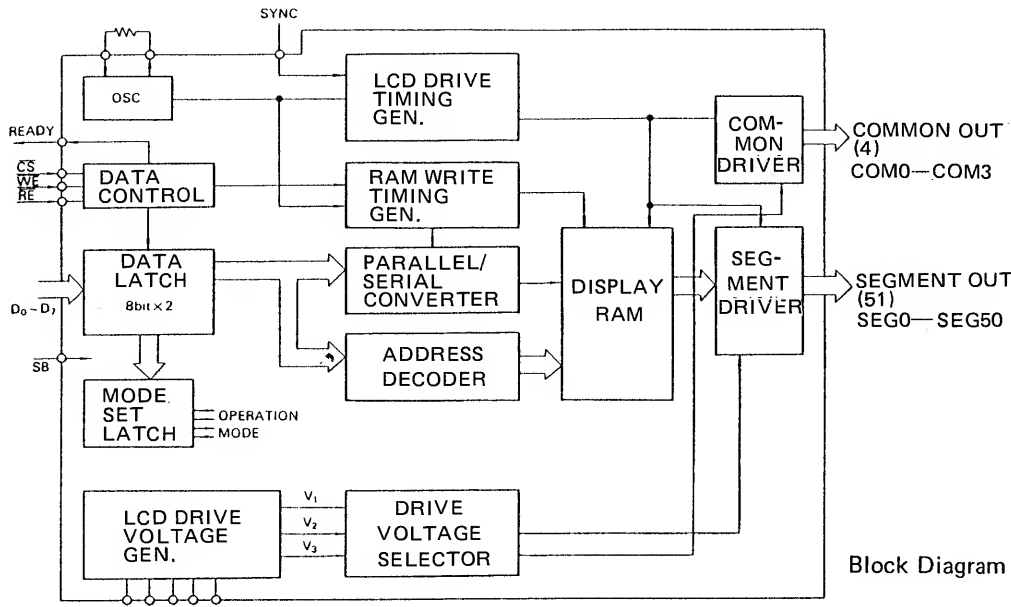 SYNC
OSC
LCD DRIVE
TIMING
GEN.
READY
CS
WE
RE
DATA
CONTROL
RAM WRITE
TIMING
GEN.
COM-
MON
DRIVER
COMMON OUT
(4)
COM0—COM3
DATA
LATCH
8bit×2
D₀~D₇
PARALLEL/
SERIAL
CONVERTER
DISPLAY
RAM
SEG-
MENT
DRIVER
SEGMENT OUT
(51)
SEG0—SEG50
SB
ADDRESS
DECODER
MODE
SET
LATCH
OPERATION
MODE
LCD DRIVE
VOLTAGE
GEN.
V₁
V₂
V₃
DRIVE
VOLTAGE
SELECTOR
Block Diagram